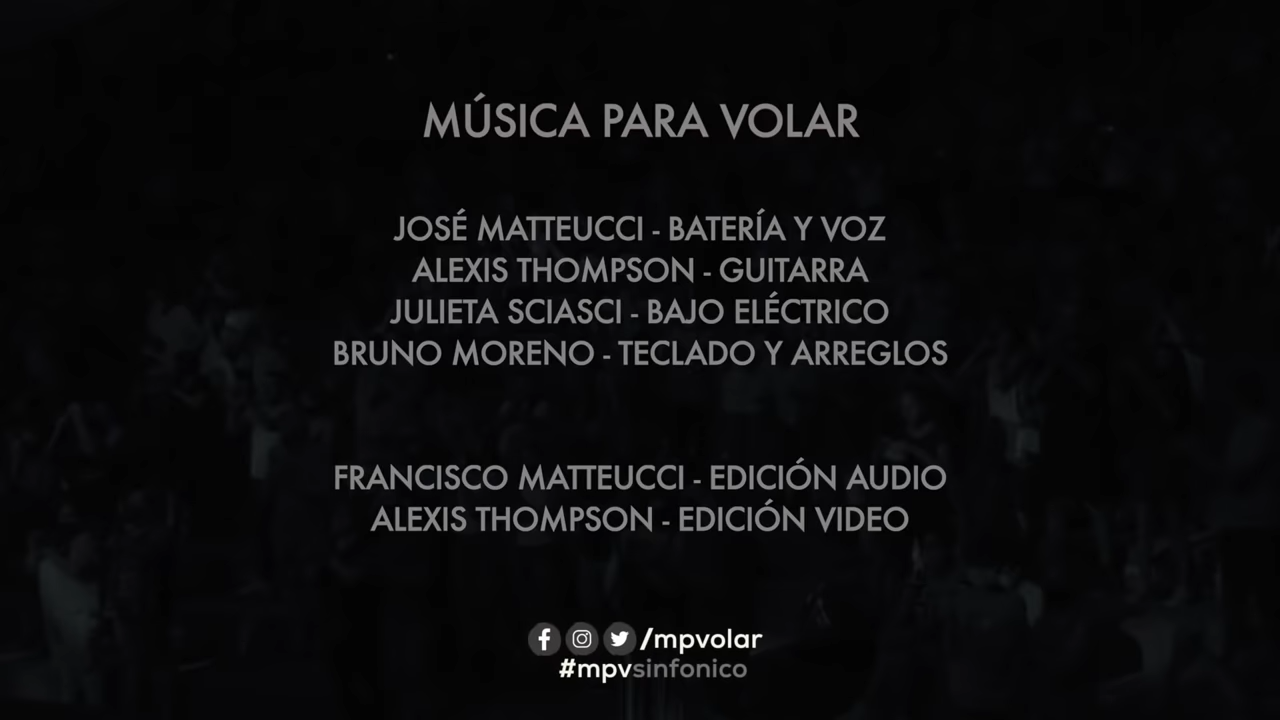 MÚSICA PARA VOLAR
JOSÉ MATTEUCCI - BATERÍA Y VOZ
ALEXIS THOMPSON - GUITARRA
JULIETA SCIASCI - BAJO ELÉCTRICO
BRUNO MORENO - TECLADO Y ARREGLOS
FRANCISCO MATTEUCCI - EDICIÓN AUDIO
ALEXIS THOMPSON - EDICIÓN VIDEO
/mpvolar
#mpvsinfonico